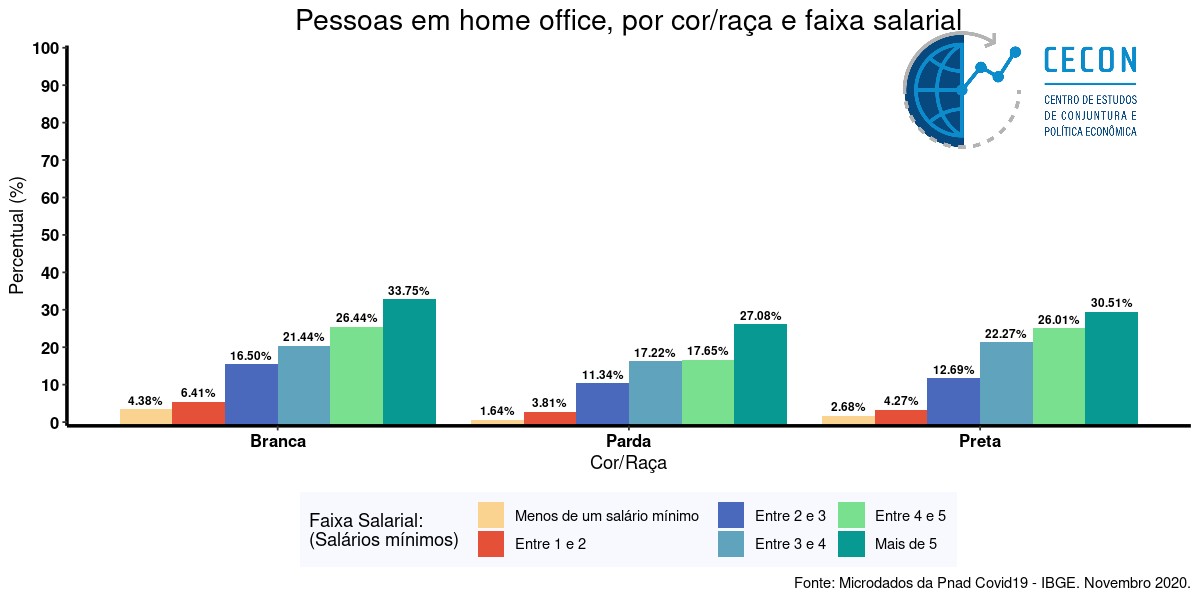 Pessoas em home office, por cor/raça e faixa salarial
CECON
CENTRO DE ESTUDOS
DE CONJUNTURA E
POLÍTICA ECONÔMICA
Percentual (%)
100
90
80
70
60
50
40
30
20
10
0
4.38%
6.41%
16.50%
21.44%
26.44%
33.75%
1.64%
3.81%
11.34%
17.22%
17.65%
27.08%
2.68%
4.27%
12.69%
22.27%
26.01%
30.51%
Branca
Parda
Preta
Cor/Raça
Faixa Salarial:
(Salários mínimos)
Menos de um salário mínimo
Entre 1 e 2
Entre 2 e 3
Entre 3 e 4
Entre 4 e 5
Mais de 5
Fonte: Microdados da Pnad Covid19 - IBGE. Novembro 2020.